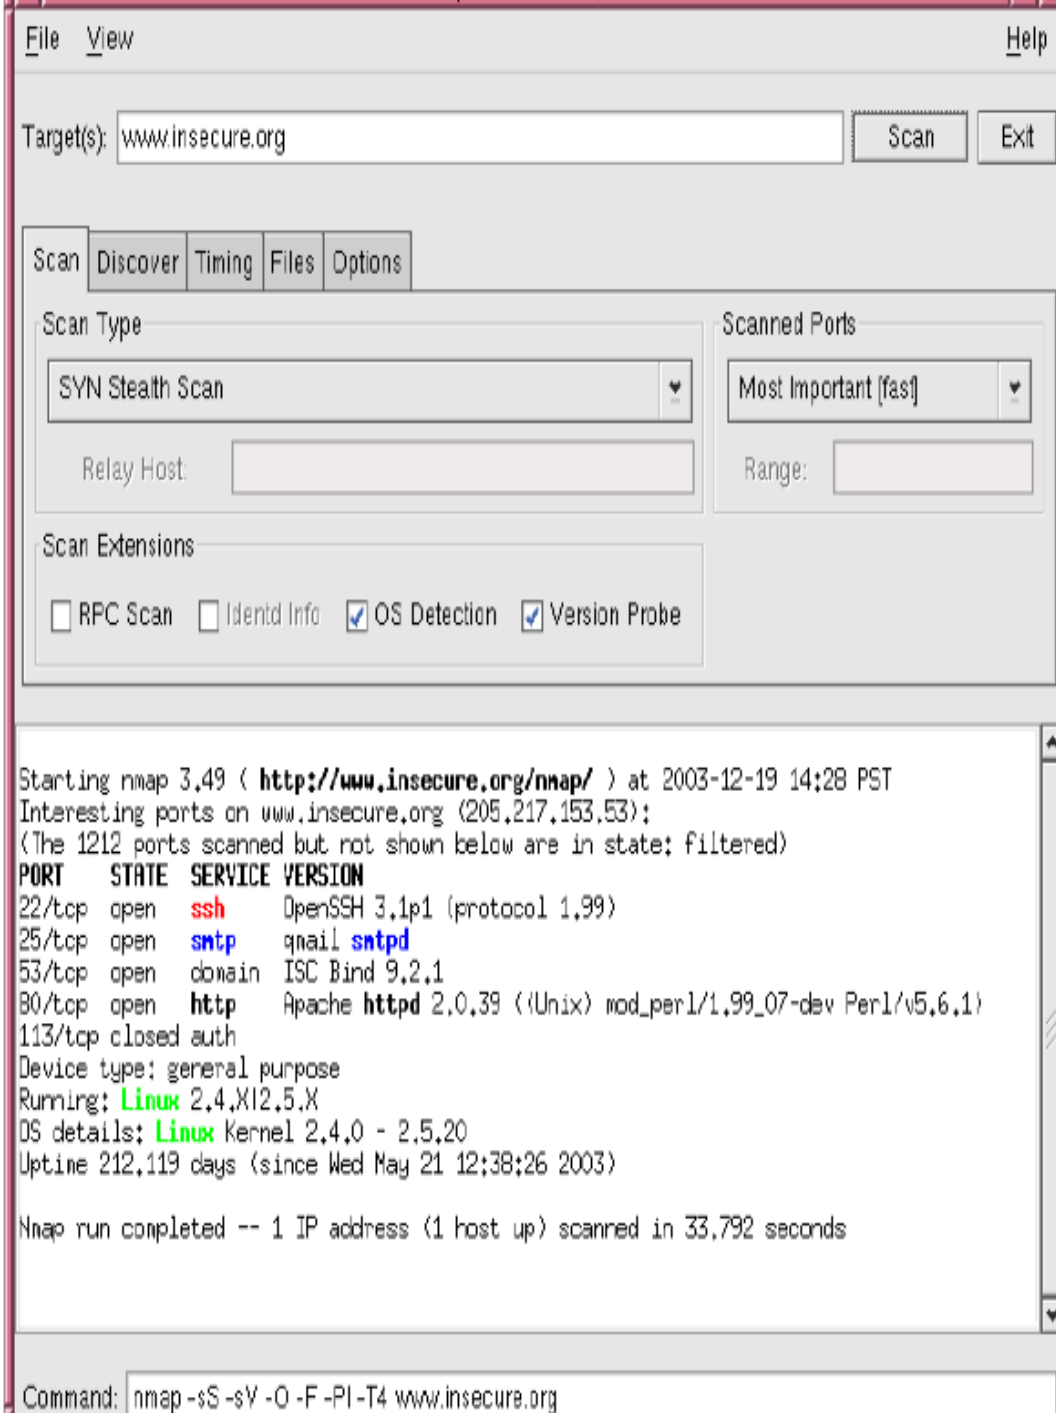 File View Help
Target(s): www.insecure.org Scan Exit
Scan Discover Timing Files Options
Scan Type Scanned Ports
SYN Stealth Scan Most Important [fast]
Relay Host: Range:
Scan Extensions
RPC Scan Identd Info OS Detection Version Probe
Starting nmap 3.49 ( http://www.insecure.org/nmap/ ) at 2003-12-19 14:28 PST
Interesting ports on www.insecure.org (205.217.153.53):
(The 1212 ports scanned but not shown below are in state: filtered)
PORT STATE SERVICE VERSION
22/tcp open ssh OpenSSH 3.1p1 (protocol 1.99)
25/tcp open smtp qmail smtpd
53/tcp open domain ISC Bind 9.2.1
80/tcp open http Apache httpd 2.0.39 ((Unix) mod_perl/1.99_07-dev Perl/v5.6.1)
113/tcp closed auth
Device type: general purpose
Running: Linux 2.4.X|2.5.X
OS details: Linux Kernel 2.4.0 - 2.5.20
Uptime 212.119 days (since Wed May 21 12:38:26 2003)
Nmap run completed -- 1 IP address (1 host up) scanned in 33.792 seconds
Command: nmap -sS -sV -O -F -PI -T4 www.insecure.org